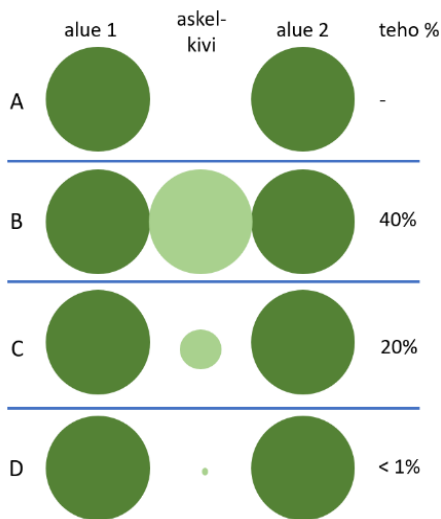 alue 1 askel- alue 2 teho %
kivi
A -
B 40%
C 20%
D < 1%